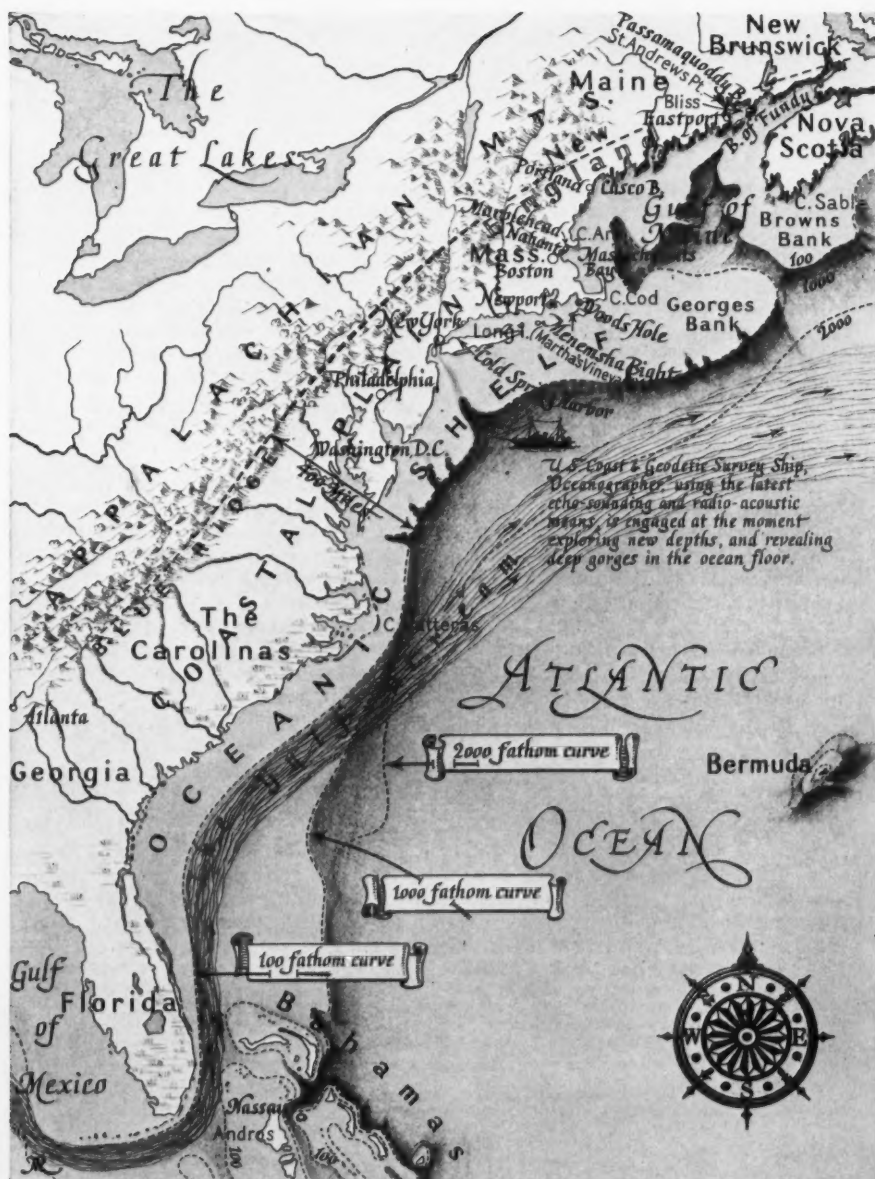 The
Great Lakes
New
Brunswick
Passamaquoddy B.
St. Andrews Pt.
Maine
Bliss
Eastport
B. of Fundy
Nova
Scotia
New England
Portland
Casco B.
C. Sable
Gulf of
Maine
Browns
Bank
100
1000
2000
Marblehead
Nahant
C. Ann
Mass.
Boston
Massachusetts
Bay
Newport
C. Cod
Woods Hole
Georges
Bank
New York
Long I.
Menemsha Bight
Martha's Vineyard
Cold Spr.
Harbor
Philadelphia
Washington, D.C.
400 Miles
APPALACHIAN MTS.
BLUE RIDGE
COASTAL PLAIN
OCEANIC SHELF
U.S. Coast & Geodetic Survey Ship,
"Oceanographer" using the latest
echo-sounding and radio-acoustic
means, is engaged at the moment
exploring new depths, and revealing
deep gorges in the ocean floor.
The
Carolinas
C. Hatteras
The Gulf Stream
ATLANTIC
OCEAN
Atlanta
Georgia
2000 fathom curve
Bermuda
1000 fathom curve
100 fathom curve
Gulf
of
Mexico
Florida
Bahamas
Nassau
Andros
100
100
N
W
E
S